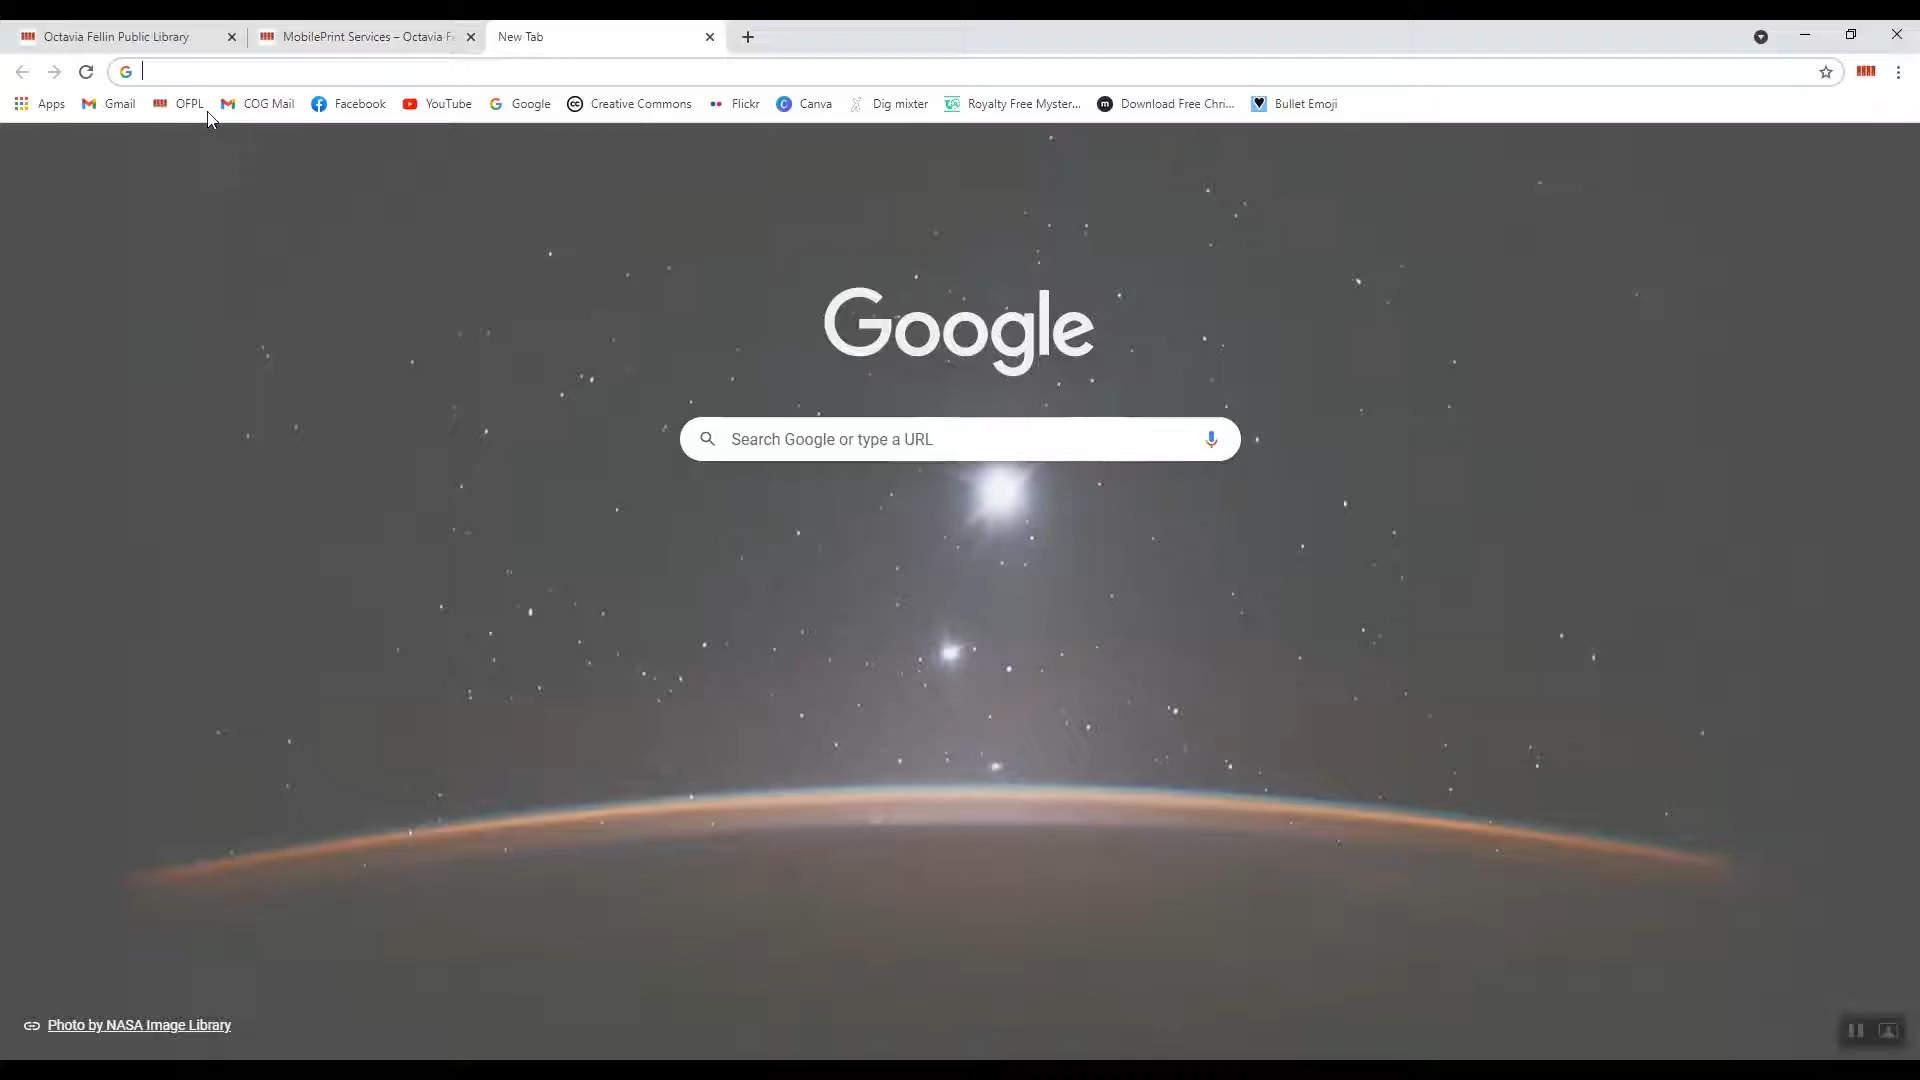 Octavia Fellin Public Library
MobilePrint Services – Octavia Fe
New Tab
Apps
Gmail
OFPL
COG Mail
Facebook
YouTube
Google
Creative Commons
Flickr
Canva
Dig mixter
Royalty Free Myster...
Download Free Chri...
Bullet Emoji
Google
Search Google or type a URL
Photo by NASA Image Library